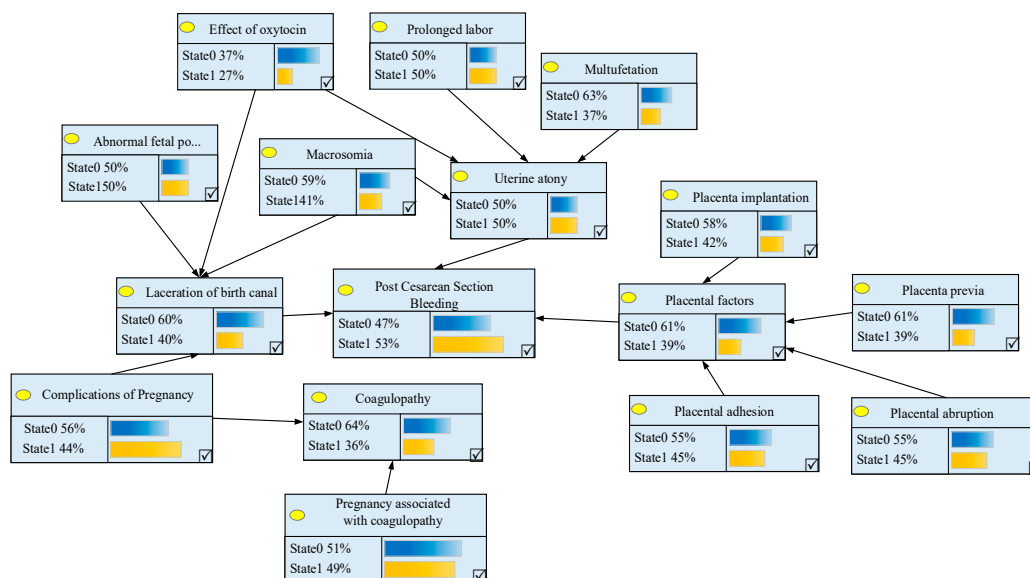 Effect of oxytocin
State0 37%
State1 27%
Prolonged labor
State0 50%
State1 50%
Multufetation
State0 63%
State1 37%
Abnormal fetal po...
State0 50%
State150%
Macrosomia
State0 59%
State141%
Uterine atony
State0 50%
State1 50%
Placenta implantation
State0 58%
State1 42%
Laceration of birth canal
State0 60%
State1 40%
Post Cesarean Section
Bleeding
State0 47%
State1 53%
Placental factors
State0 61%
State1 39%
Placenta previa
State0 61%
State1 39%
Complications of Pregnancy
State0 56%
State1 44%
Coagulopathy
State0 64%
State1 36%
Placental adhesion
State0 55%
State1 45%
Placental abruption
State0 55%
State1 45%
Pregnancy associated
with coagulopathy
State0 51%
State1 49%